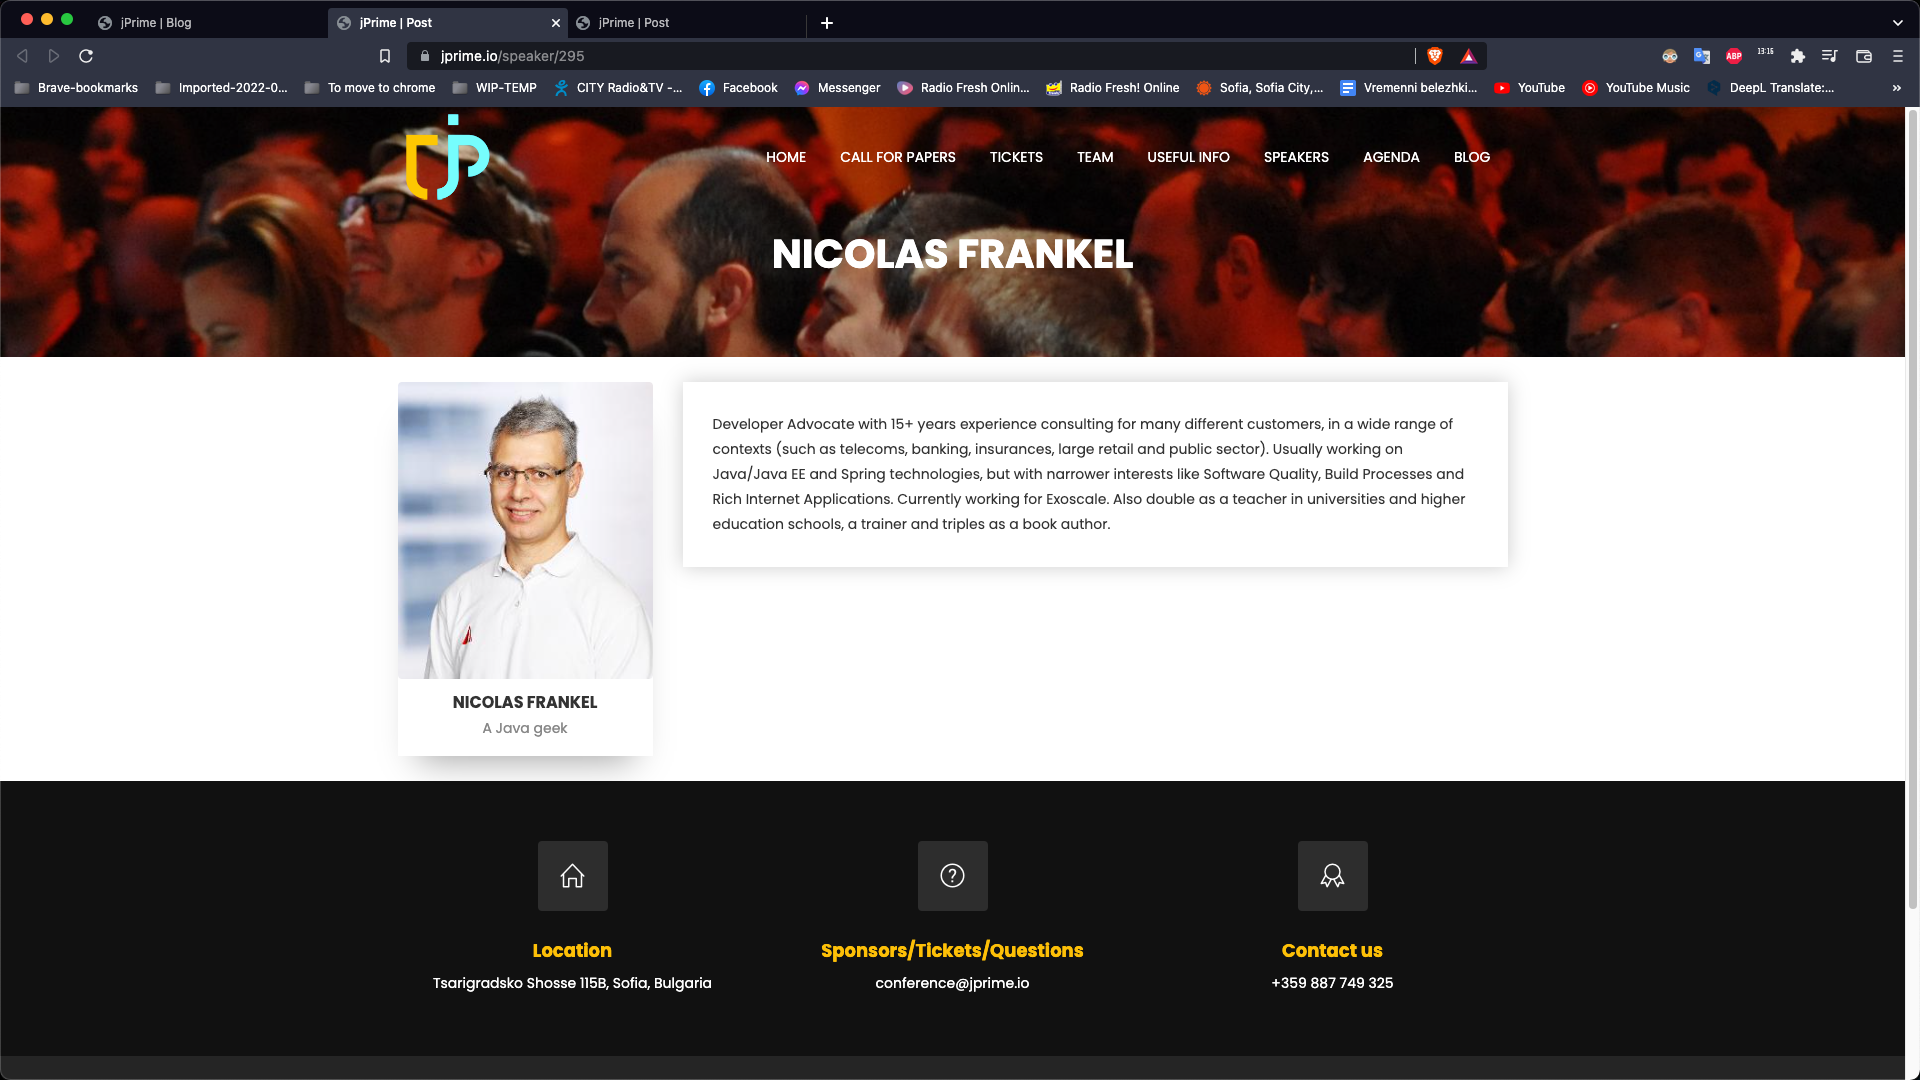 jPrime | Blog
jPrime | Post
jPrime | Post
jprime.io/speaker/295
ABP
13:15
Brave-bookmarks
Imported-2022-0...
To move to chrome
WIP-TEMP
CITY Radio&TV -...
Facebook
Messenger
Radio Fresh Onlin...
Radio Fresh! Online
Sofia, Sofia City,...
Vremenni belezhki...
YouTube
YouTube Music
DeepL Translate:...
HOME
CALL FOR PAPERS
TICKETS
TEAM
USEFUL INFO
SPEAKERS
AGENDA
BLOG
NICOLAS FRANKEL
Developer Advocate with 15+ years experience consulting for many different customers, in a wide range of
contexts (such as telecoms, banking, insurances, large retail and public sector). Usually working on
Java/Java EE and Spring technologies, but with narrower interests like Software Quality, Build Processes and
Rich Internet Applications. Currently working for Exoscale. Also double as a teacher in universities and higher
education schools, a trainer and triples as a book author.
NICOLAS FRANKEL
A Java geek
Location
Tsarigradsko Shosse 115B, Sofia, Bulgaria
Sponsors/Tickets/Questions
conference@jprime.io
Contact us
+359 887 749 325